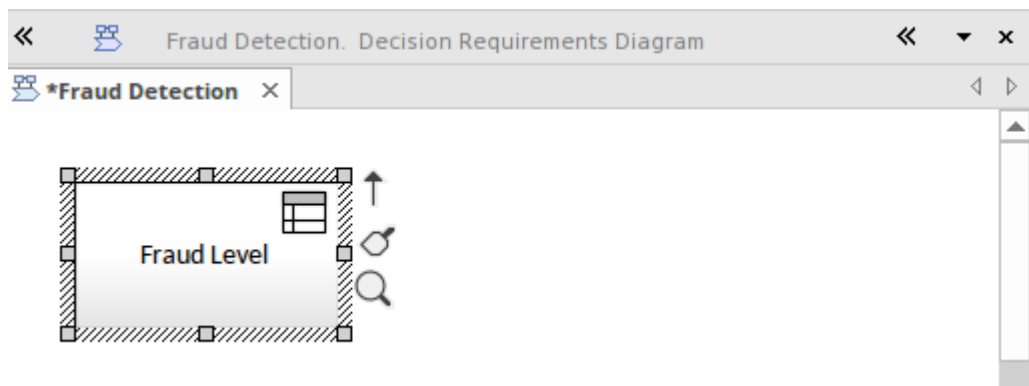 Fraud Detection. Decision Requirements Diagram
*Fraud Detection
Fraud Level